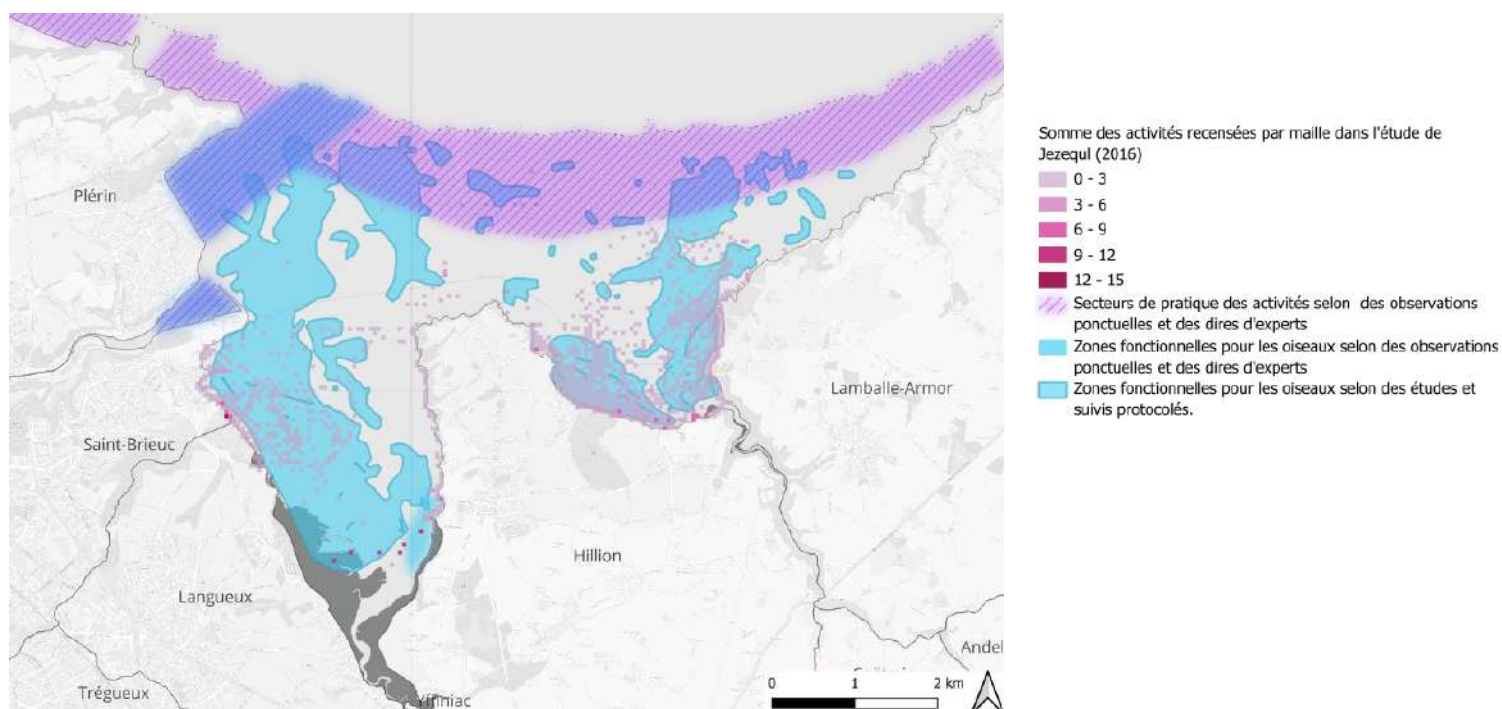 Plérin
Saint-Brieuc
Langueux
Trégueux
Yffiniac
Hillion
Lamballe-Armor
Andel
0 1 2 km
Somme des activités recensées par maille dans l'étude de
Jezequl (2016)
0 - 3
3 - 6
6 - 9
9 - 12
12 - 15
Secteurs de pratique des activités selon des observations
ponctuelles et des dires d'experts
Zones fonctionnelles pour les oiseaux selon des observations
ponctuelles et des dires d'experts
Zones fonctionnelles pour les oiseaux selon des études et
suivis protocolés.